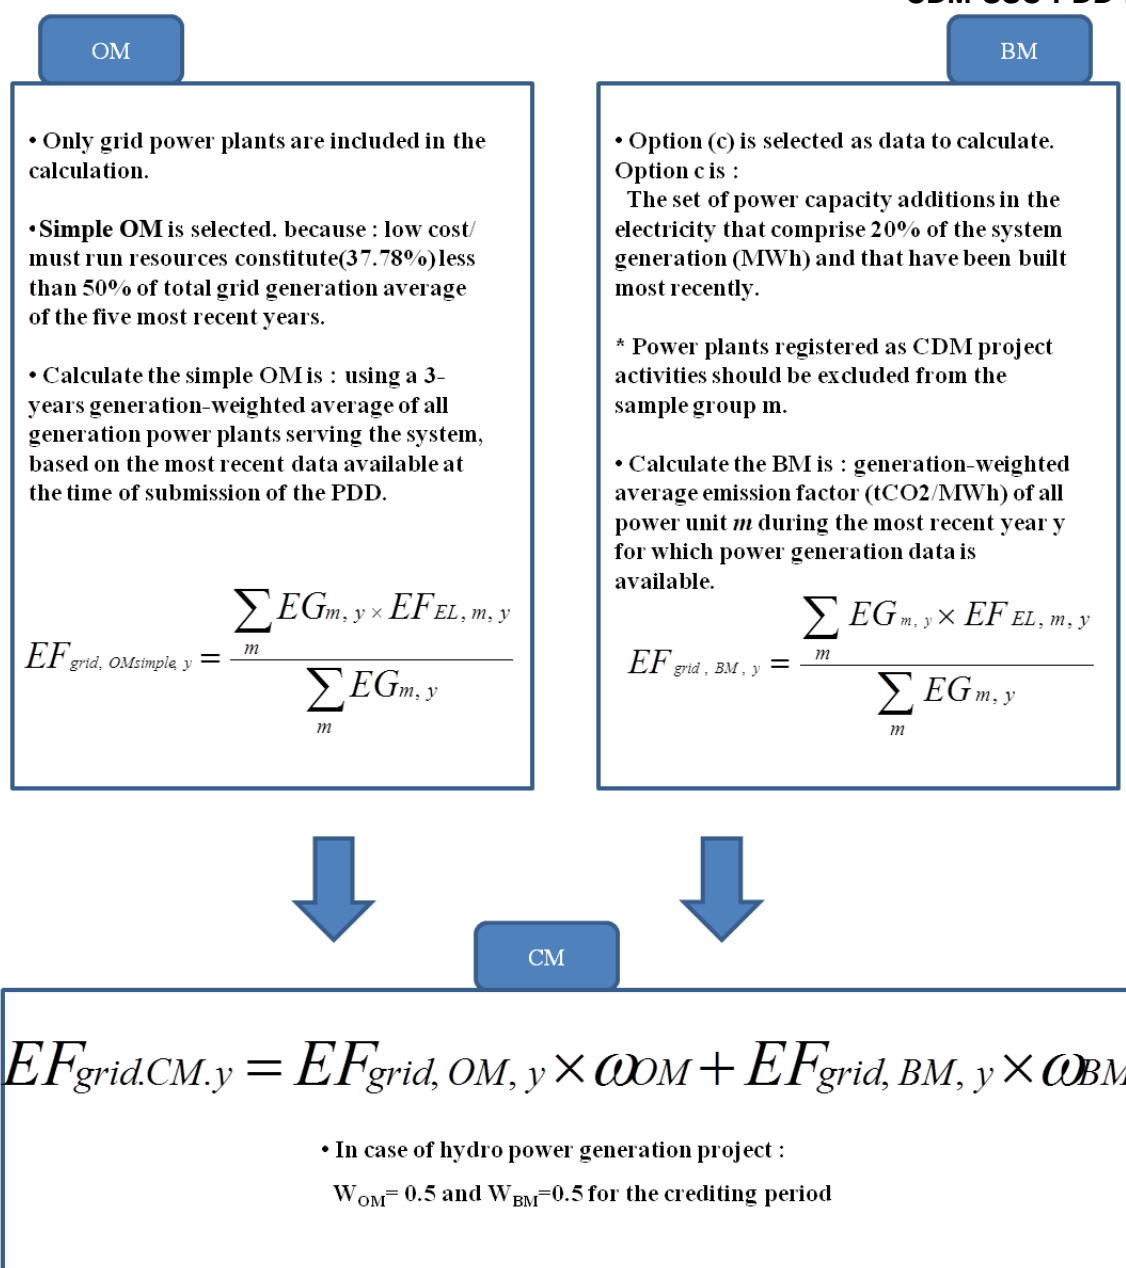 OM
• Only grid power plants are included in the
calculation.
•Simple OM is selected. because : low cost/
must run resources constitute(37.78%)less
than 50% of total grid generation average
of the five most recent years.
• Calculate the simple OM is : using a 3-
years generation-weighted average of all
generation power plants serving the system,
based on the most recent data available at
the time of submission of the PDD.
EF grid, OMsimple, y = ∑m EG m, y × EF EL, m, y / ∑m EG m, y
BM
• Option (c) is selected as data to calculate.
Option c is :
The set of power capacity additions in the
electricity that comprise 20% of the system
generation (MWh) and that have been built
most recently.
* Power plants registered as CDM project
activities should be excluded from the
sample group m.
• Calculate the BM is : generation-weighted
average emission factor (tCO2/MWh) of all
power unit m during the most recent year y
for which power generation data is
available.
EF grid , BM , y = ∑m EG m, y × EF EL, m, y / ∑m EG m, y
CM
EFgrid.CM.y = EFgrid, OM, y × ωOM + EFgrid, BM, y × ωBM
• In case of hydro power generation project :
WOM= 0.5 and WBM=0.5 for the crediting period